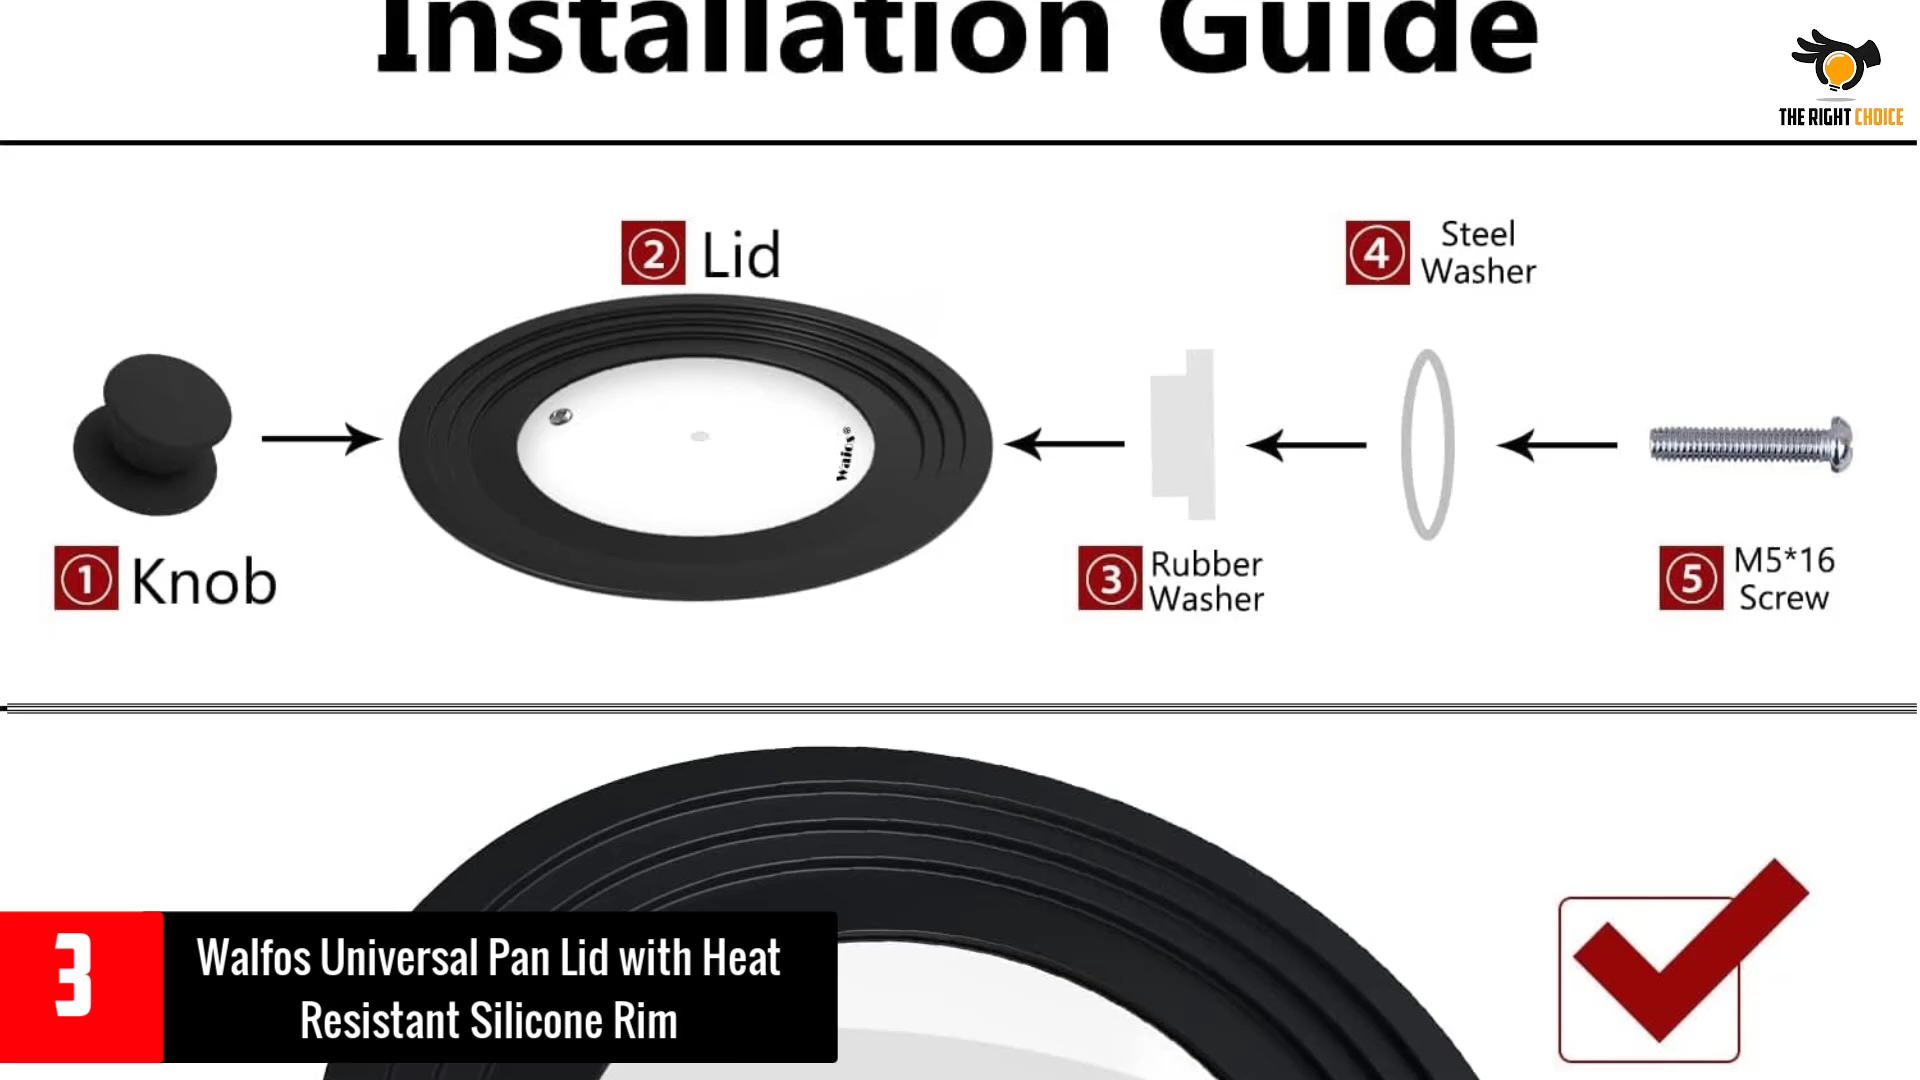 Installation Guide
THE RIGHT CHOICE
② Lid
④ Steel
Washer
Walfos®
① Knob
③ Rubber
Washer
⑤ M5*16
Screw
3
Walfos Universal Pan Lid with Heat
Resistant Silicone Rim